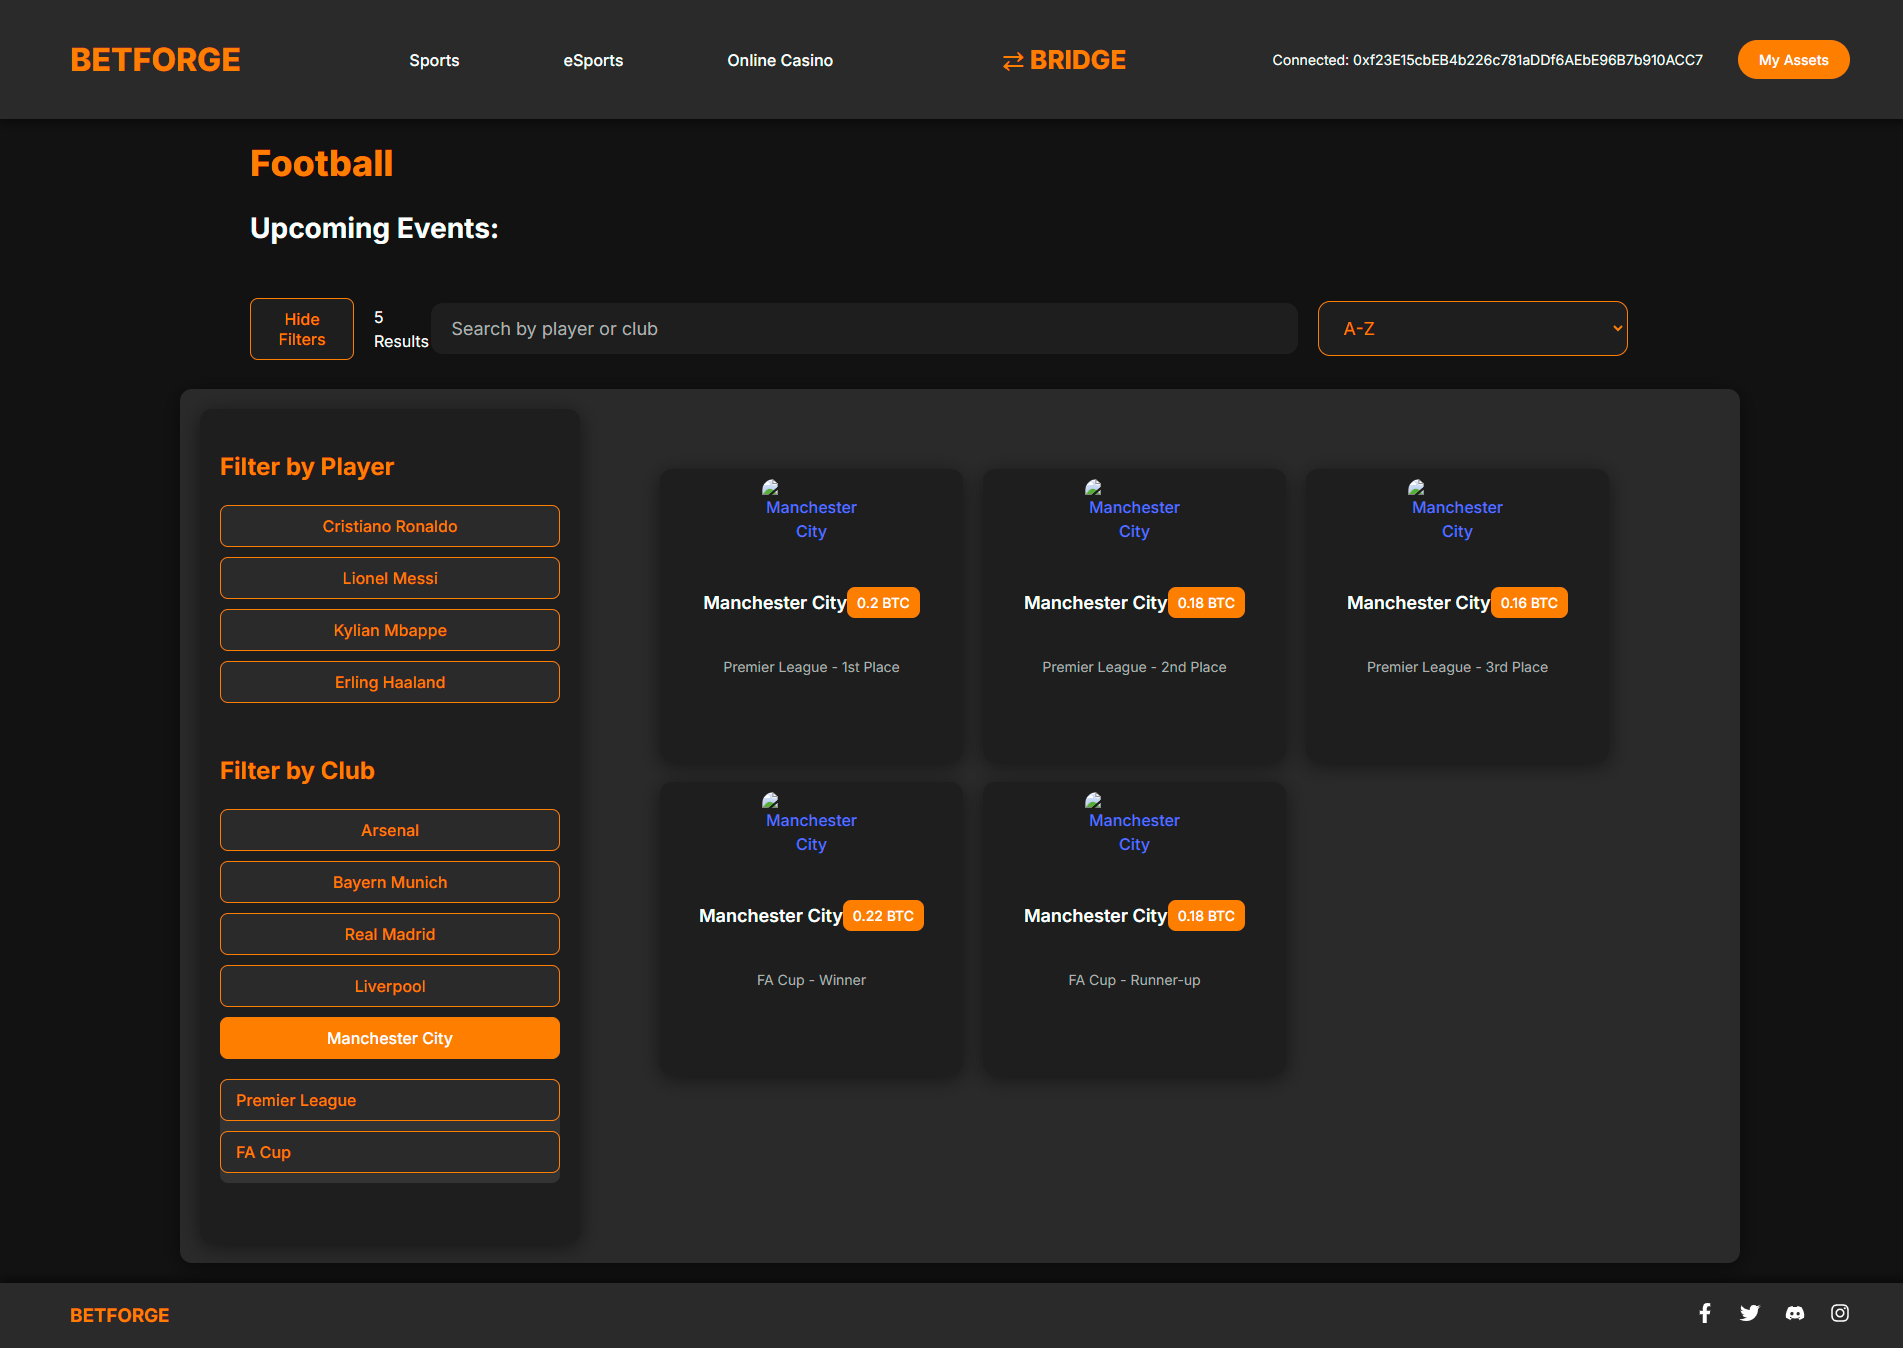 BETFORGE
Sports
eSports
Online Casino
BRIDGE
Connected: 0xf23E15cbEB4b226c781aDDf6AEbE96B7b910ACC7
My Assets
Football
Upcoming Events:
Hide
Filters
5
Results
Search by player or club
A-Z
Filter by Player
Cristiano Ronaldo
Lionel Messi
Kylian Mbappe
Erling Haaland
Filter by Club
Arsenal
Bayern Munich
Real Madrid
Liverpool
Manchester City
Premier League
FA Cup
Manchester
City
Manchester City 0.2 BTC
Premier League - 1st Place
Manchester
City
Manchester City 0.18 BTC
Premier League - 2nd Place
Manchester
City
Manchester City 0.16 BTC
Premier League - 3rd Place
Manchester
City
Manchester City 0.22 BTC
FA Cup - Winner
Manchester
City
Manchester City 0.18 BTC
FA Cup - Runner-up
BETFORGE